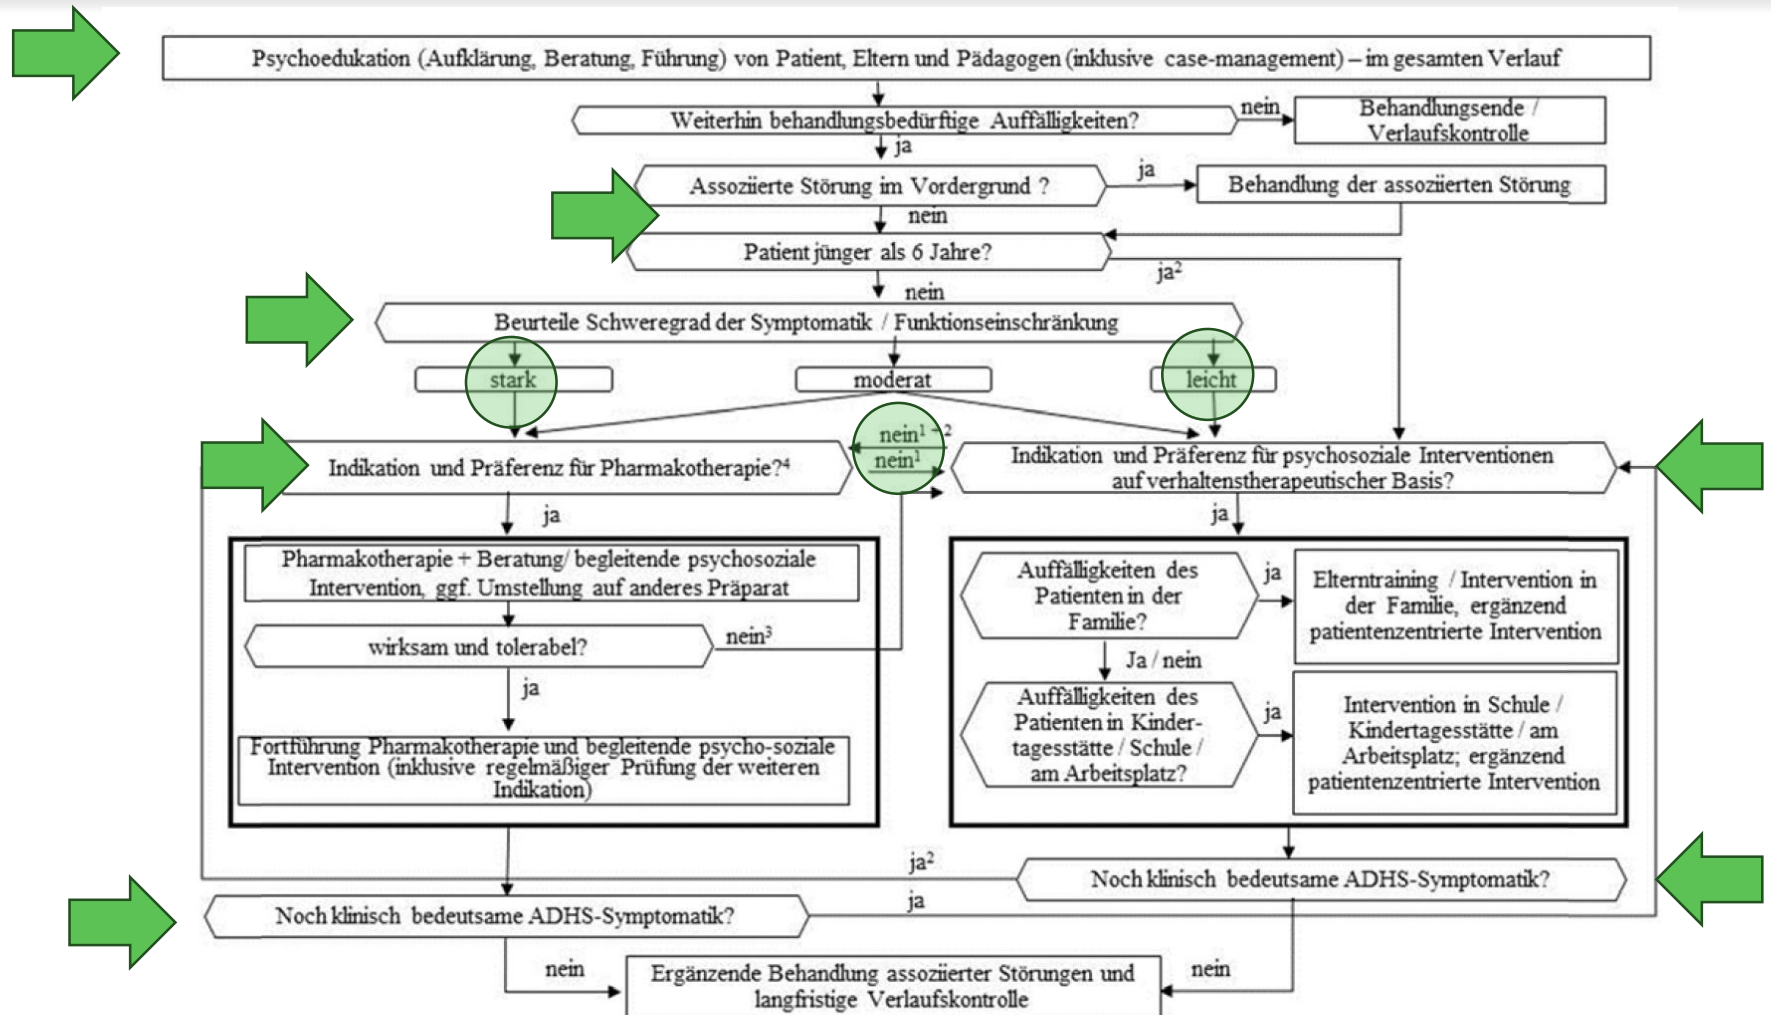 Psychoedukation (Aufklärung, Beratung, Führung) von Patient, Eltern und Pädagogen (inklusive case-management) – im gesamten Verlauf
Weiterhin behandlungsbedürftige Auffälligkeiten?
nein
Behandlungsende /
Verlaufskontrolle
ja
Assoziierte Störung im Vordergrund ?
ja
Behandlung der assoziierten Störung
nein
Patient jünger als 6 Jahre?
ja²
nein
Beurteile Schweregrad der Symptomatik / Funktionseinschränkung
stark
moderat
leicht
Indikation und Präferenz für Pharmakotherapie?⁴
nein¹⁺²
nein¹
Indikation und Präferenz für psychosoziale Interventionen
auf verhaltenstherapeutischer Basis?
ja
ja
Pharmakotherapie + Beratung/ begleitende psychosoziale
Intervention, ggf. Umstellung auf anderes Präparat
wirksam und tolerabel?
nein³
ja
Fortführung Pharmakotherapie und begleitende psycho-soziale
Intervention (inklusive regelmäßiger Prüfung der weiteren
Indikation)
Auffälligkeiten des
Patienten in der
Familie?
ja
Elterntraining / Intervention in
der Familie, ergänzend
patientenzentrierte Intervention
Ja / nein
Auffälligkeiten des
Patienten in Kinder-
tagesstätte / Schule /
am Arbeitsplatz?
ja
Intervention in Schule /
Kindertagesstätte / am
Arbeitsplatz; ergänzend
patientenzentrierte Intervention
ja²
Noch klinisch bedeutsame ADHS-Symptomatik?
Noch klinisch bedeutsame ADHS-Symptomatik?
ja
nein
Ergänzende Behandlung assoziierter Störungen und
langfristige Verlaufskontrolle
nein